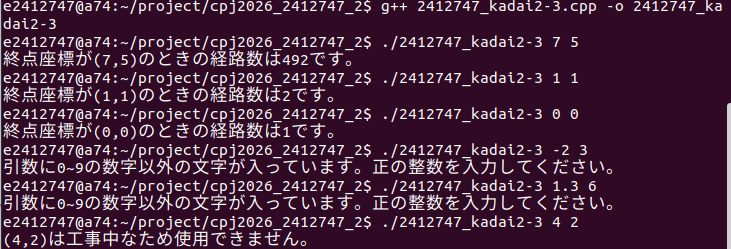 e2412747@a74:~/project/cpj2026_2412747_2$ g++ 2412747_kadai2-3.cpp -o 2412747_ka
dai2-3
e2412747@a74:~/project/cpj2026_2412747_2$ ./2412747_kadai2-3 7 5
終点座標が(7,5)のときの経路数は492です。
e2412747@a74:~/project/cpj2026_2412747_2$ ./2412747_kadai2-3 1 1
終点座標が(1,1)のときの経路数は2です。
e2412747@a74:~/project/cpj2026_2412747_2$ ./2412747_kadai2-3 0 0
終点座標が(0,0)のときの経路数は1です。
e2412747@a74:~/project/cpj2026_2412747_2$ ./2412747_kadai2-3 -2 3
引数に0~9の数字以外の文字が入っています。正の整数を入力してください。
e2412747@a74:~/project/cpj2026_2412747_2$ ./2412747_kadai2-3 1.3 6
引数に0~9の数字以外の文字が入っています。正の整数を入力してください。
e2412747@a74:~/project/cpj2026_2412747_2$ ./2412747_kadai2-3 4 2
(4,2)は工事中なため使用できません。